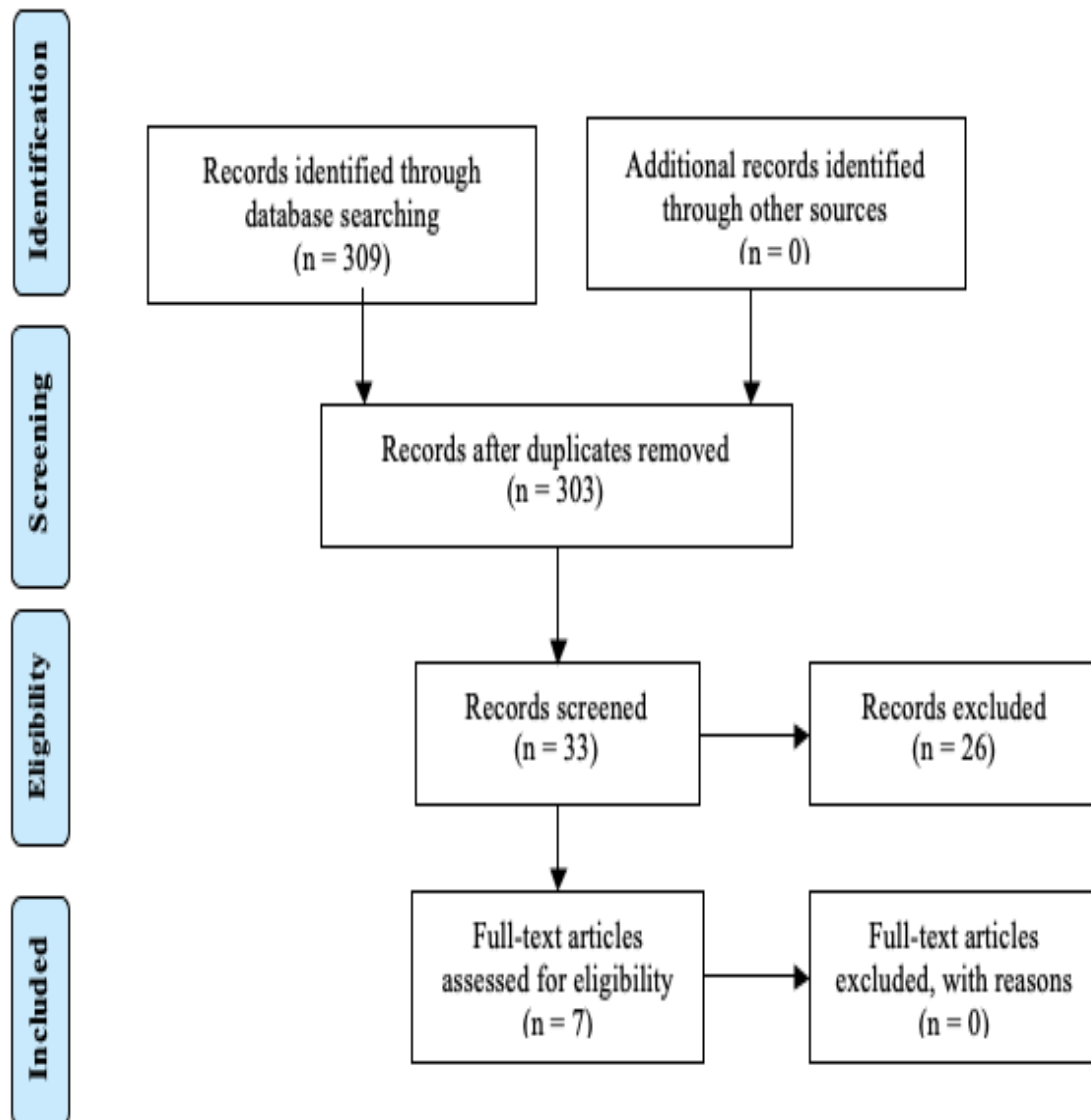 Identification
Records identified through
database searching
(n = 309)
Additional records identified
through other sources
(n = 0)
Screening
Records after duplicates removed
(n = 303)
Eligibility
Records screened
(n = 33)
Records excluded
(n = 26)
Included
Full-text articles
assessed for eligibility
(n = 7)
Full-text articles
excluded, with reasons
(n = 0)